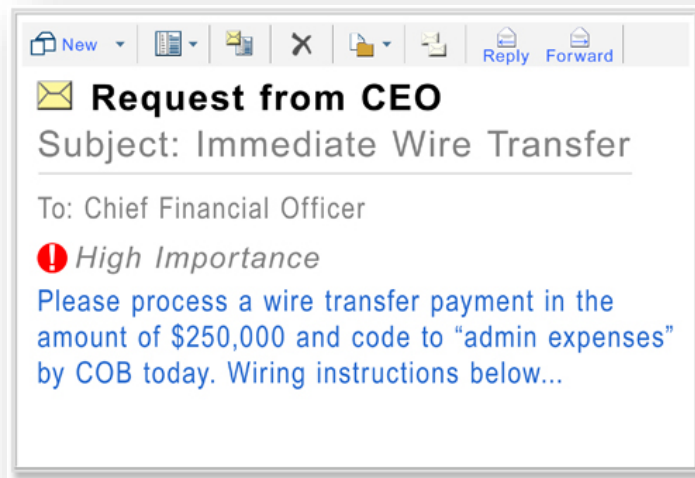 New
Reply Forward
Request from CEO
Subject: Immediate Wire Transfer
To: Chief Financial Officer
! High Importance
Please process a wire transfer payment in the
amount of $250,000 and code to “admin expenses”
by COB today. Wiring instructions below...